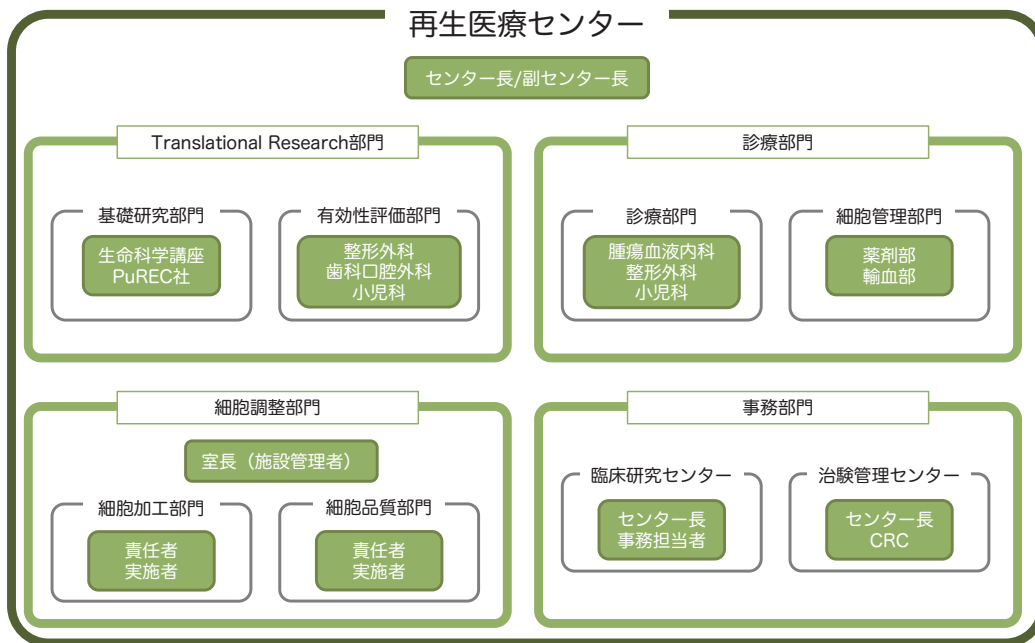 再生医療センター
センター長/副センター長
Translational Research部門
基礎研究部門
生命科学講座
PuREC社
有効性評価部門
整形外科
歯科口腔外科
小児科
診療部門
診療部門
腫瘍血液内科
整形外科
小児科
細胞管理部門
薬剤部
輸血部
細胞調整部門
室長（施設管理者）
細胞加工部門
責任者
実施者
細胞品質部門
責任者
実施者
事務部門
臨床研究センター
センター長
事務担当者
治験管理センター
センター長
CRC